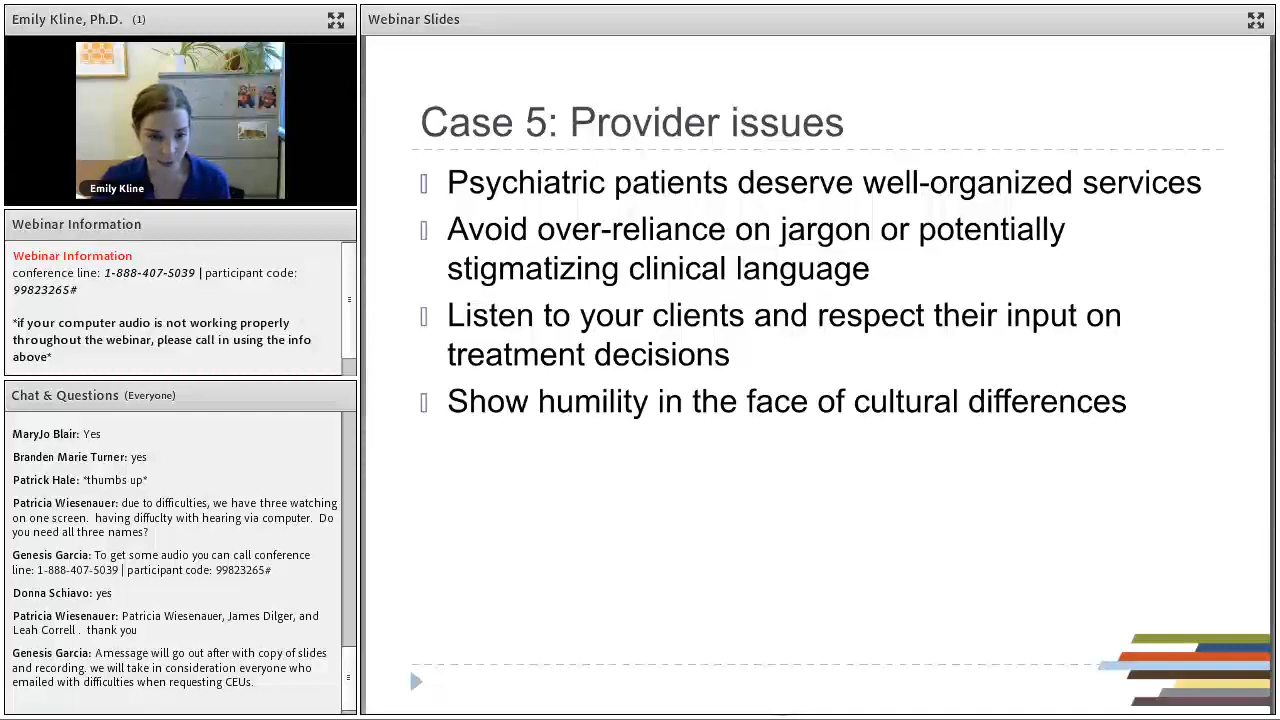 Emily Kline, Ph.D. (1)
Emily Kline
Webinar Information
Webinar Information
conference line: 1-888-407-5039 | participant code:
99823265#
*if your computer audio is not working properly
throughout the webinar, please call in using the info
above*
Chat & Questions (Everyone)
MaryJo Blair: Yes
Branden Marie Turner: yes
Patrick Hale: *thumbs up*
Patricia Wiesenauer: due to difficulties, we have three watching
on one screen. having diffuclty with hearing via computer. Do
you need all three names?
Genesis Garcia: To get some audio you can call conference
line: 1-888-407-5039 | participant code: 99823265#
Donna Schiavo: yes
Patricia Wiesenauer: Patricia Wiesenauer, James Dilger, and
Leah Correll . thank you
Genesis Garcia: Amessage will go out after with copy of slides
and recording. we will take in consideration everyone who
emailed with difficulties when requesting CEUs.
Webinar Slides
Case 5: Provider issues
Psychiatric patients deserve well-organized services
Avoid over-reliance on jargon or potentially
stigmatizing clinical language
Listen to your clients and respect their input on
treatment decisions
Show humility in the face of cultural differences